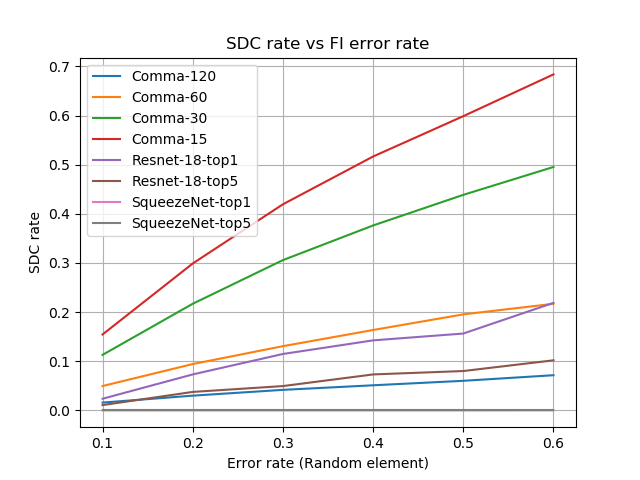 SDC rate vs FI error rate
0.7
0.6
0.5
0.4
0.3
0.2
0.1
0.0
SDC rate
Comma-120
Comma-60
Comma-30
Comma-15
Resnet-18-top1
Resnet-18-top5
SqueezeNet-top1
SqueezeNet-top5
0.1 0.2 0.3 0.4 0.5 0.6
Error rate (Random element)